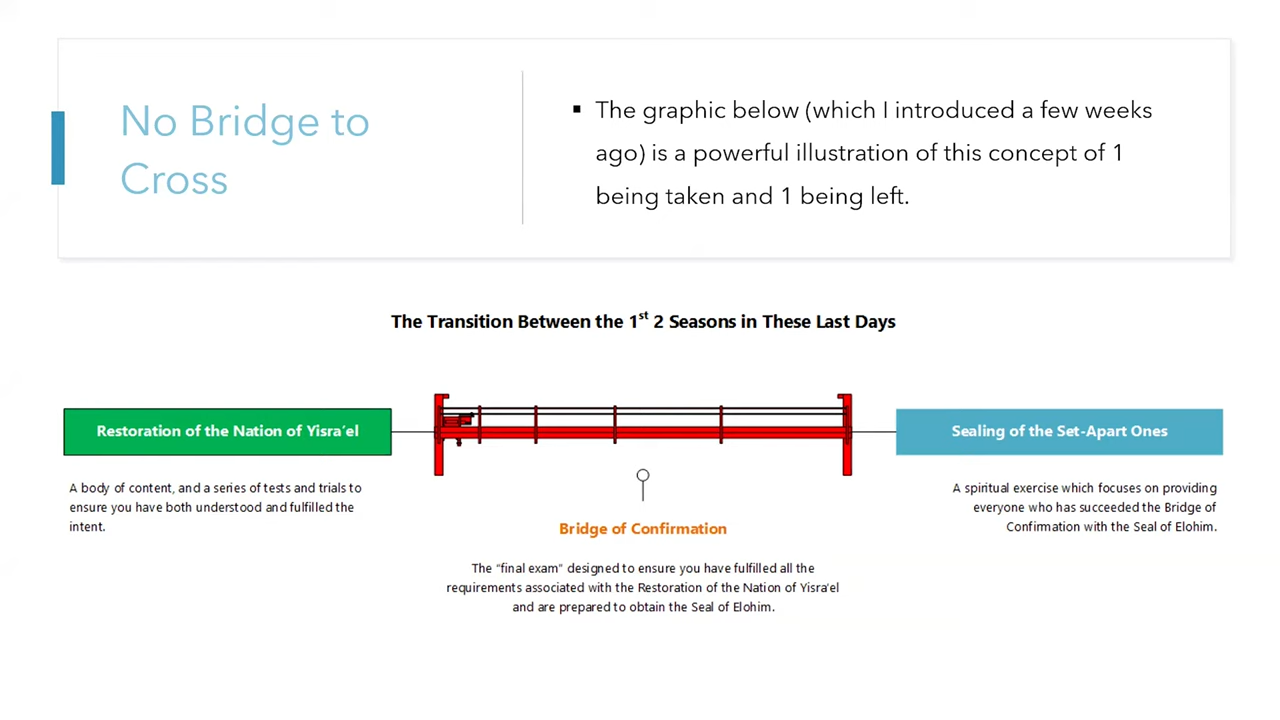 No Bridge to
Cross
▪ The graphic below (which I introduced a few weeks
ago) is a powerful illustration of this concept of 1
being taken and 1 being left.
The Transition Between the 1st 2 Seasons in These Last Days
Restoration of the Nation of Yisra'el
Sealing of the Set-Apart Ones
A body of content, and a series of tests and trials to
ensure you have both understood and fulfilled the
intent.
A spiritual exercise which focuses on providing
everyone who has succeeded the Bridge of
Confirmation with the Seal of Elohim.
Bridge of Confirmation
The "final exam" designed to ensure you have fulfilled all the
requirements associated with the Restoration of the Nation of Yisra'el
and are prepared to obtain the Seal of Elohim.